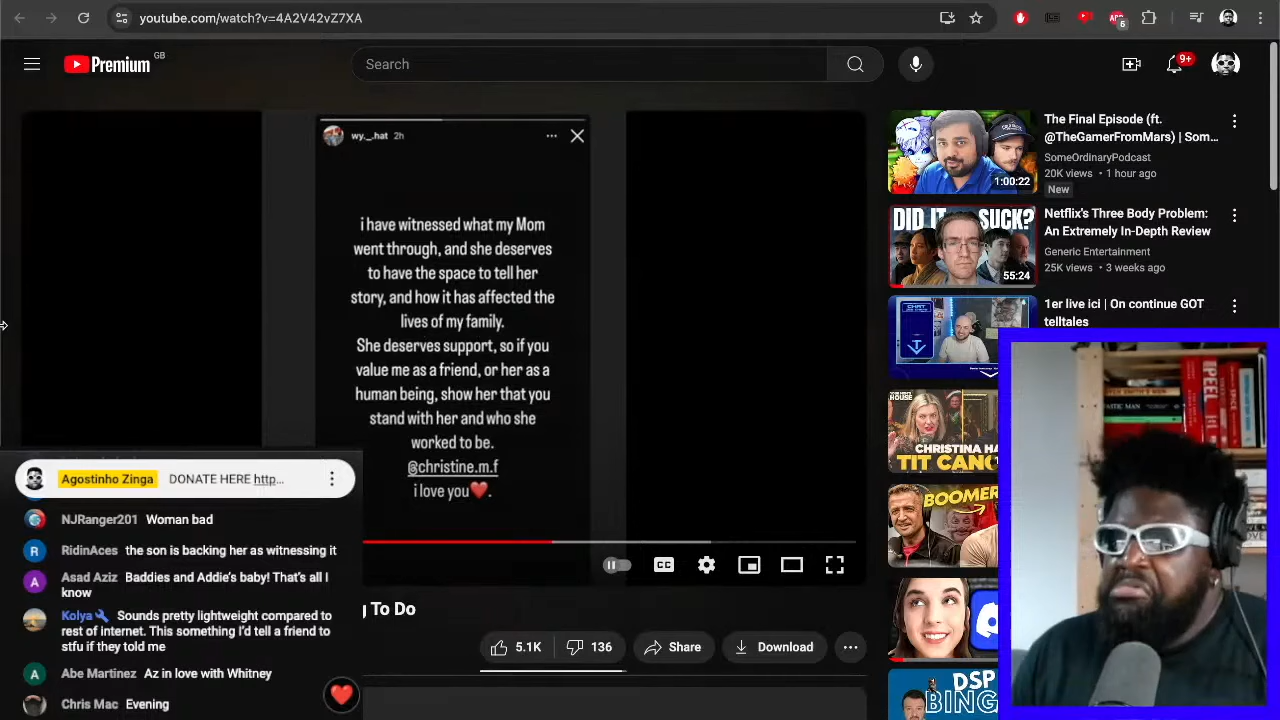 youtube.com/watch?v=4A2V42vZ7XA
5
Premium
GB
Search
9+
wy._.hat 2h
i have witnessed what my Mom
went through, and she deserves
to have the space to tell her
story, and how it has affected the
lives of my family.
She deserves support, so if you
value me as a friend, or her as a
human being, show her that you
stand with her and who she
worked to be.
@christine.m.f
i love you❤️.
CC
To Do
5.1K
136
Share
Download
Agostinho Zinga DONATE HERE http...
NJRanger201 Woman bad
RidinAces the son is backing her as witnessing it
Asad Aziz Baddies and Addie's baby! That's all I
know
Kolya🔧 Sounds pretty lightweight compared to
rest of internet. This something I'd tell a friend to
stfu if they told me
Abe Martinez Az in love with Whitney
Chris Mac Evening
1:00:22
The Final Episode (ft.
@TheGamerFromMars) | Som...
SomeOrdinaryPodcast
20K views • 1 hour ago
New
DID IT SUCK?
55:24
Netflix's Three Body Problem:
An Extremely In-Depth Review
Generic Entertainment
25K views • 3 weeks ago
CHAT
1er live ici | On continue GOT
telltales
CHRISTINA HA
TIT CANC
BOOMER
DSP
BING